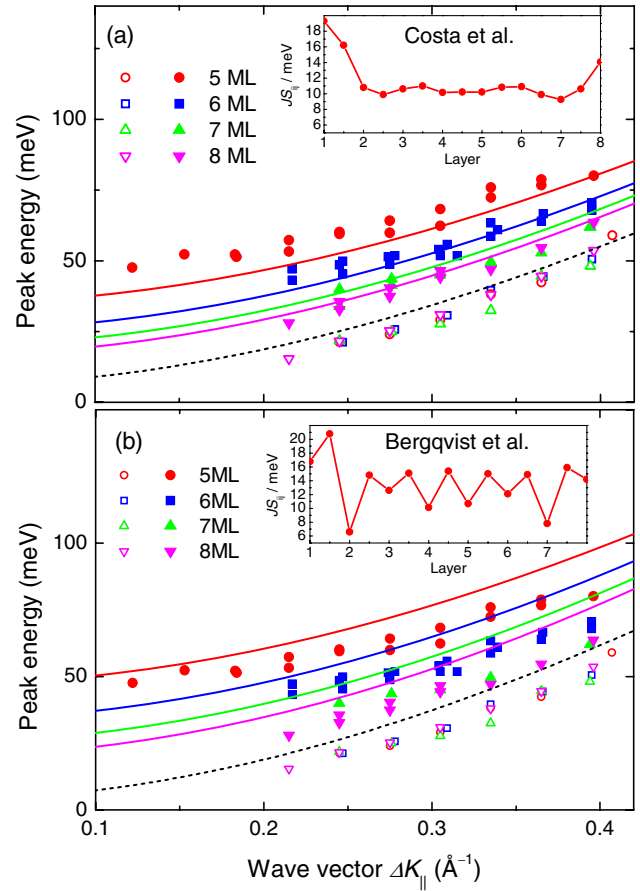 (a)
Costa et al.
JS_ij / meV
20
18
16
14
12
10
8
6
1 2 3 4 5 6 7 8
Layer
5 ML
6 ML
7 ML
8 ML
100
50
0
Peak energy (meV)
(b)
Bergqvist et al.
JS_ij / meV
20
18
16
14
12
10
8
6
1 2 3 4 5 6 7
Layer
5ML
6ML
7ML
8ML
100
50
0
Peak energy (meV)
0.1 0.2 0.3 0.4
Wave vector ΔK_|| (Å⁻¹)